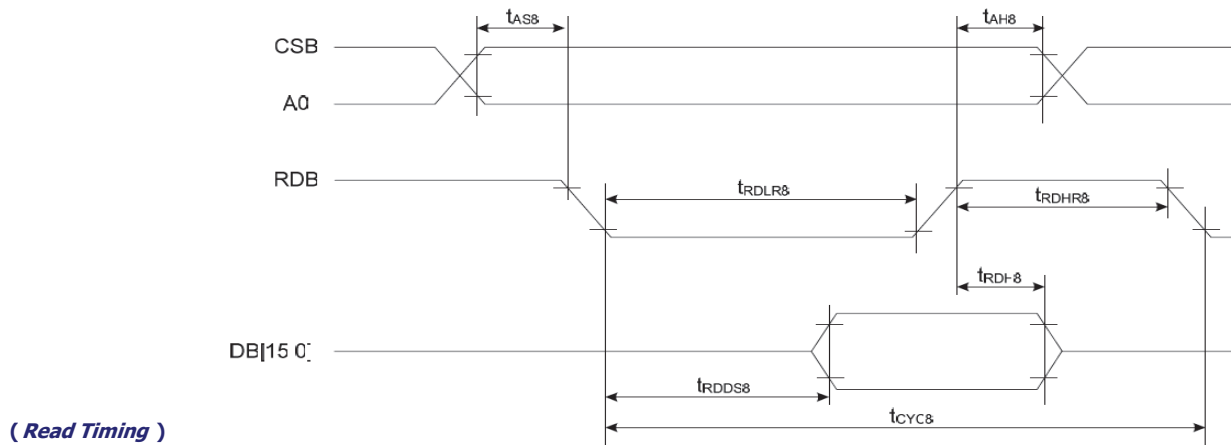 tAS8
tAH8
CSB
A0
RDB
tRDLR8
tRDHR8
tRDH8
DB[15 0]
tRDDS8
tCYC8
( Read Timing )